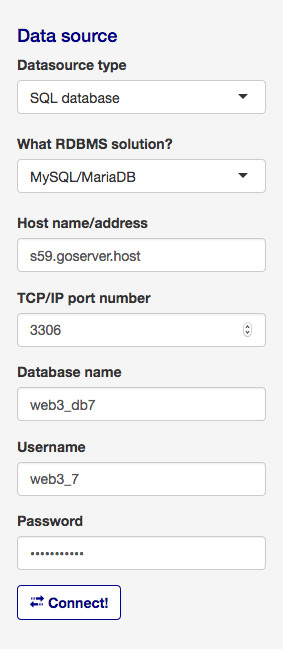 Data source
Datasource type
SQL database
What RDBMS solution?
MySQL/MariaDB
Host name/address
s59.goserver.host
TCP/IP port number
3306
Database name
web3_db7
Username
web3_7
Password
•••••••••••
Connect!